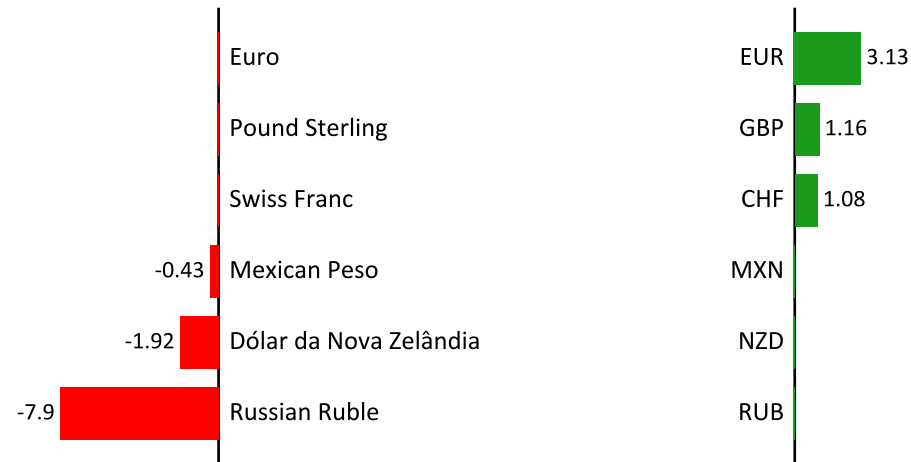 Euro EUR 3.13
Pound Sterling GBP 1.16
Swiss Franc CHF 1.08
-0.43 Mexican Peso MXN
-1.92 Dólar da Nova Zelândia NZD
-7.9 Russian Ruble RUB